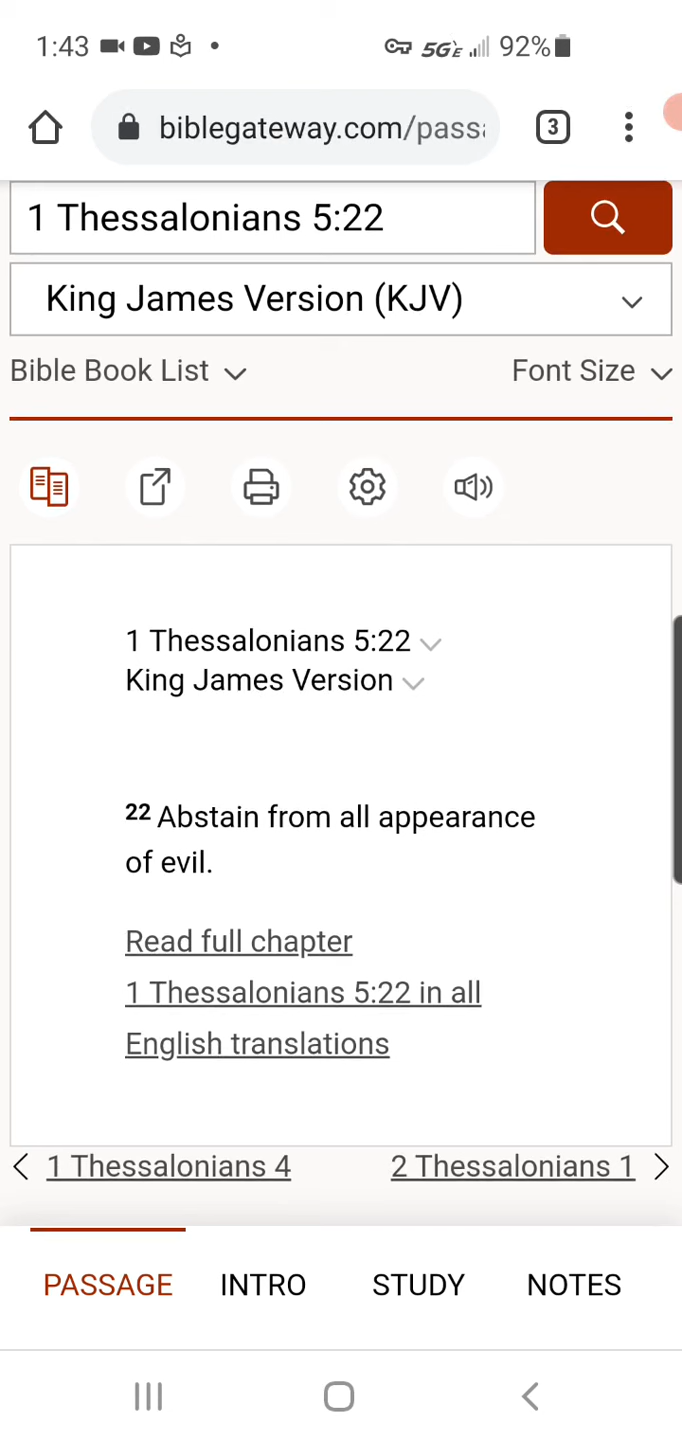 1:43 5GE 92%
biblegateway.com/pass 3
1 Thessalonians 5:22
King James Version (KJV)
Bible Book List Font Size
1 Thessalonians 5:22
King James Version
22 Abstain from all appearance
of evil.
Read full chapter
1 Thessalonians 5:22 in all
English translations
1 Thessalonians 4 2 Thessalonians 1
PASSAGE INTRO STUDY NOTES